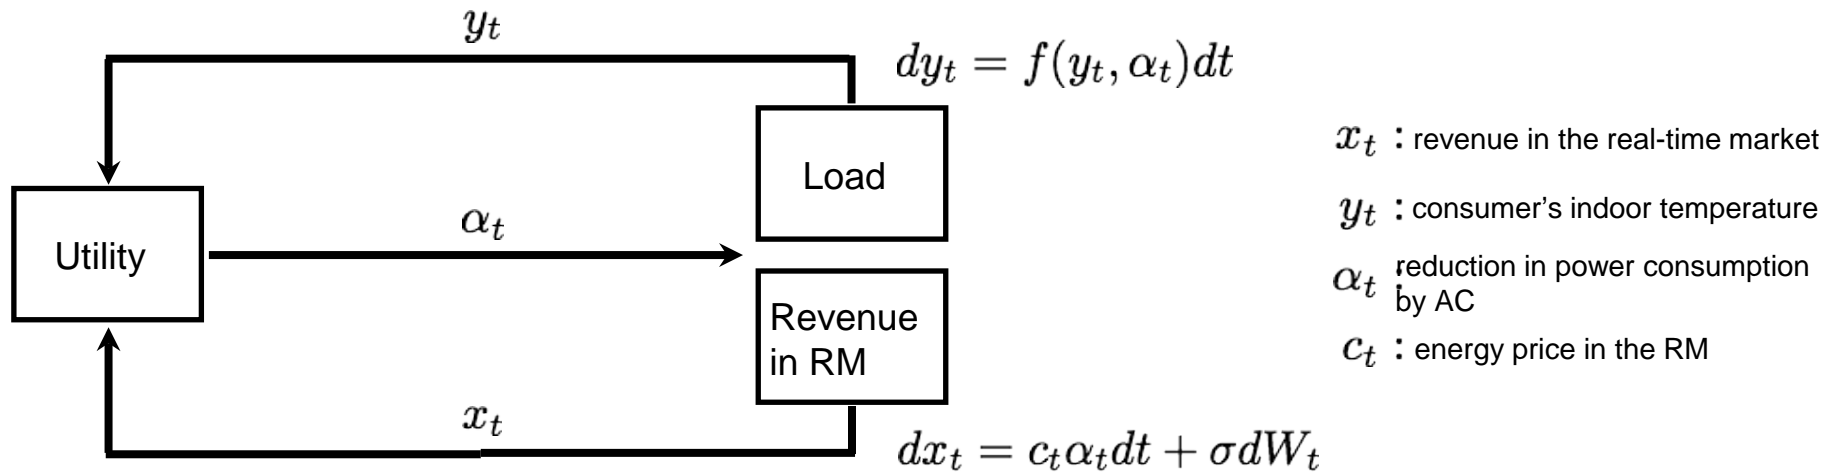 y_t
dy_t = f(y_t, α_t)dt
Load
x_t : revenue in the real-time market
y_t : consumer’s indoor temperature
α_t : reduction in power consumption
by AC
c_t : energy price in the RM
Utility
α_t
Revenue
in RM
x_t
dx_t = c_tα_tdt + σdW_t